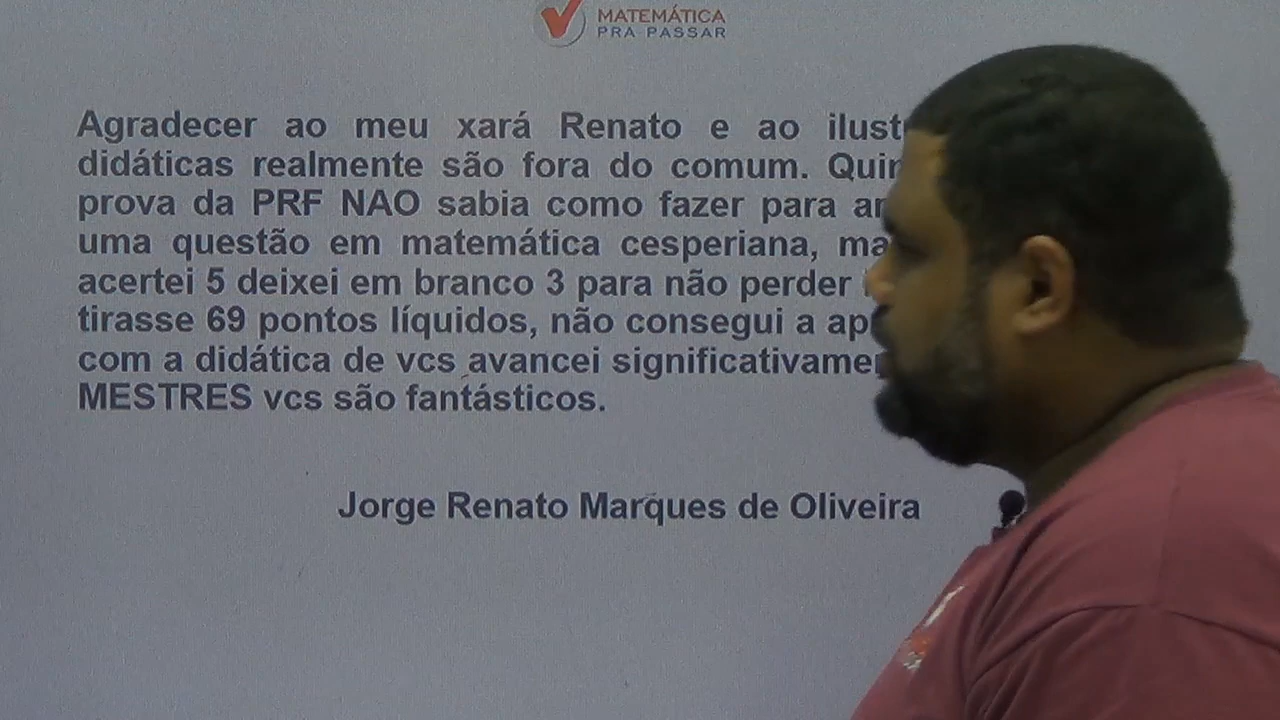 MATEMÁTICA
PRA PASSAR
Agradecer ao meu xará Renato e ao
didáticas realmente são fora do comum.
prova da PRF NAO sabia como fazer para
uma questão em matemática cesperiana,
acertei 5 deixei em branco 3 para não perder
tirasse 69 pontos líquidos, não consegui a
com a didática de vcs avancei
MESTRES vcs são fantásticos.
Jorge Renato Marques de Oliveira